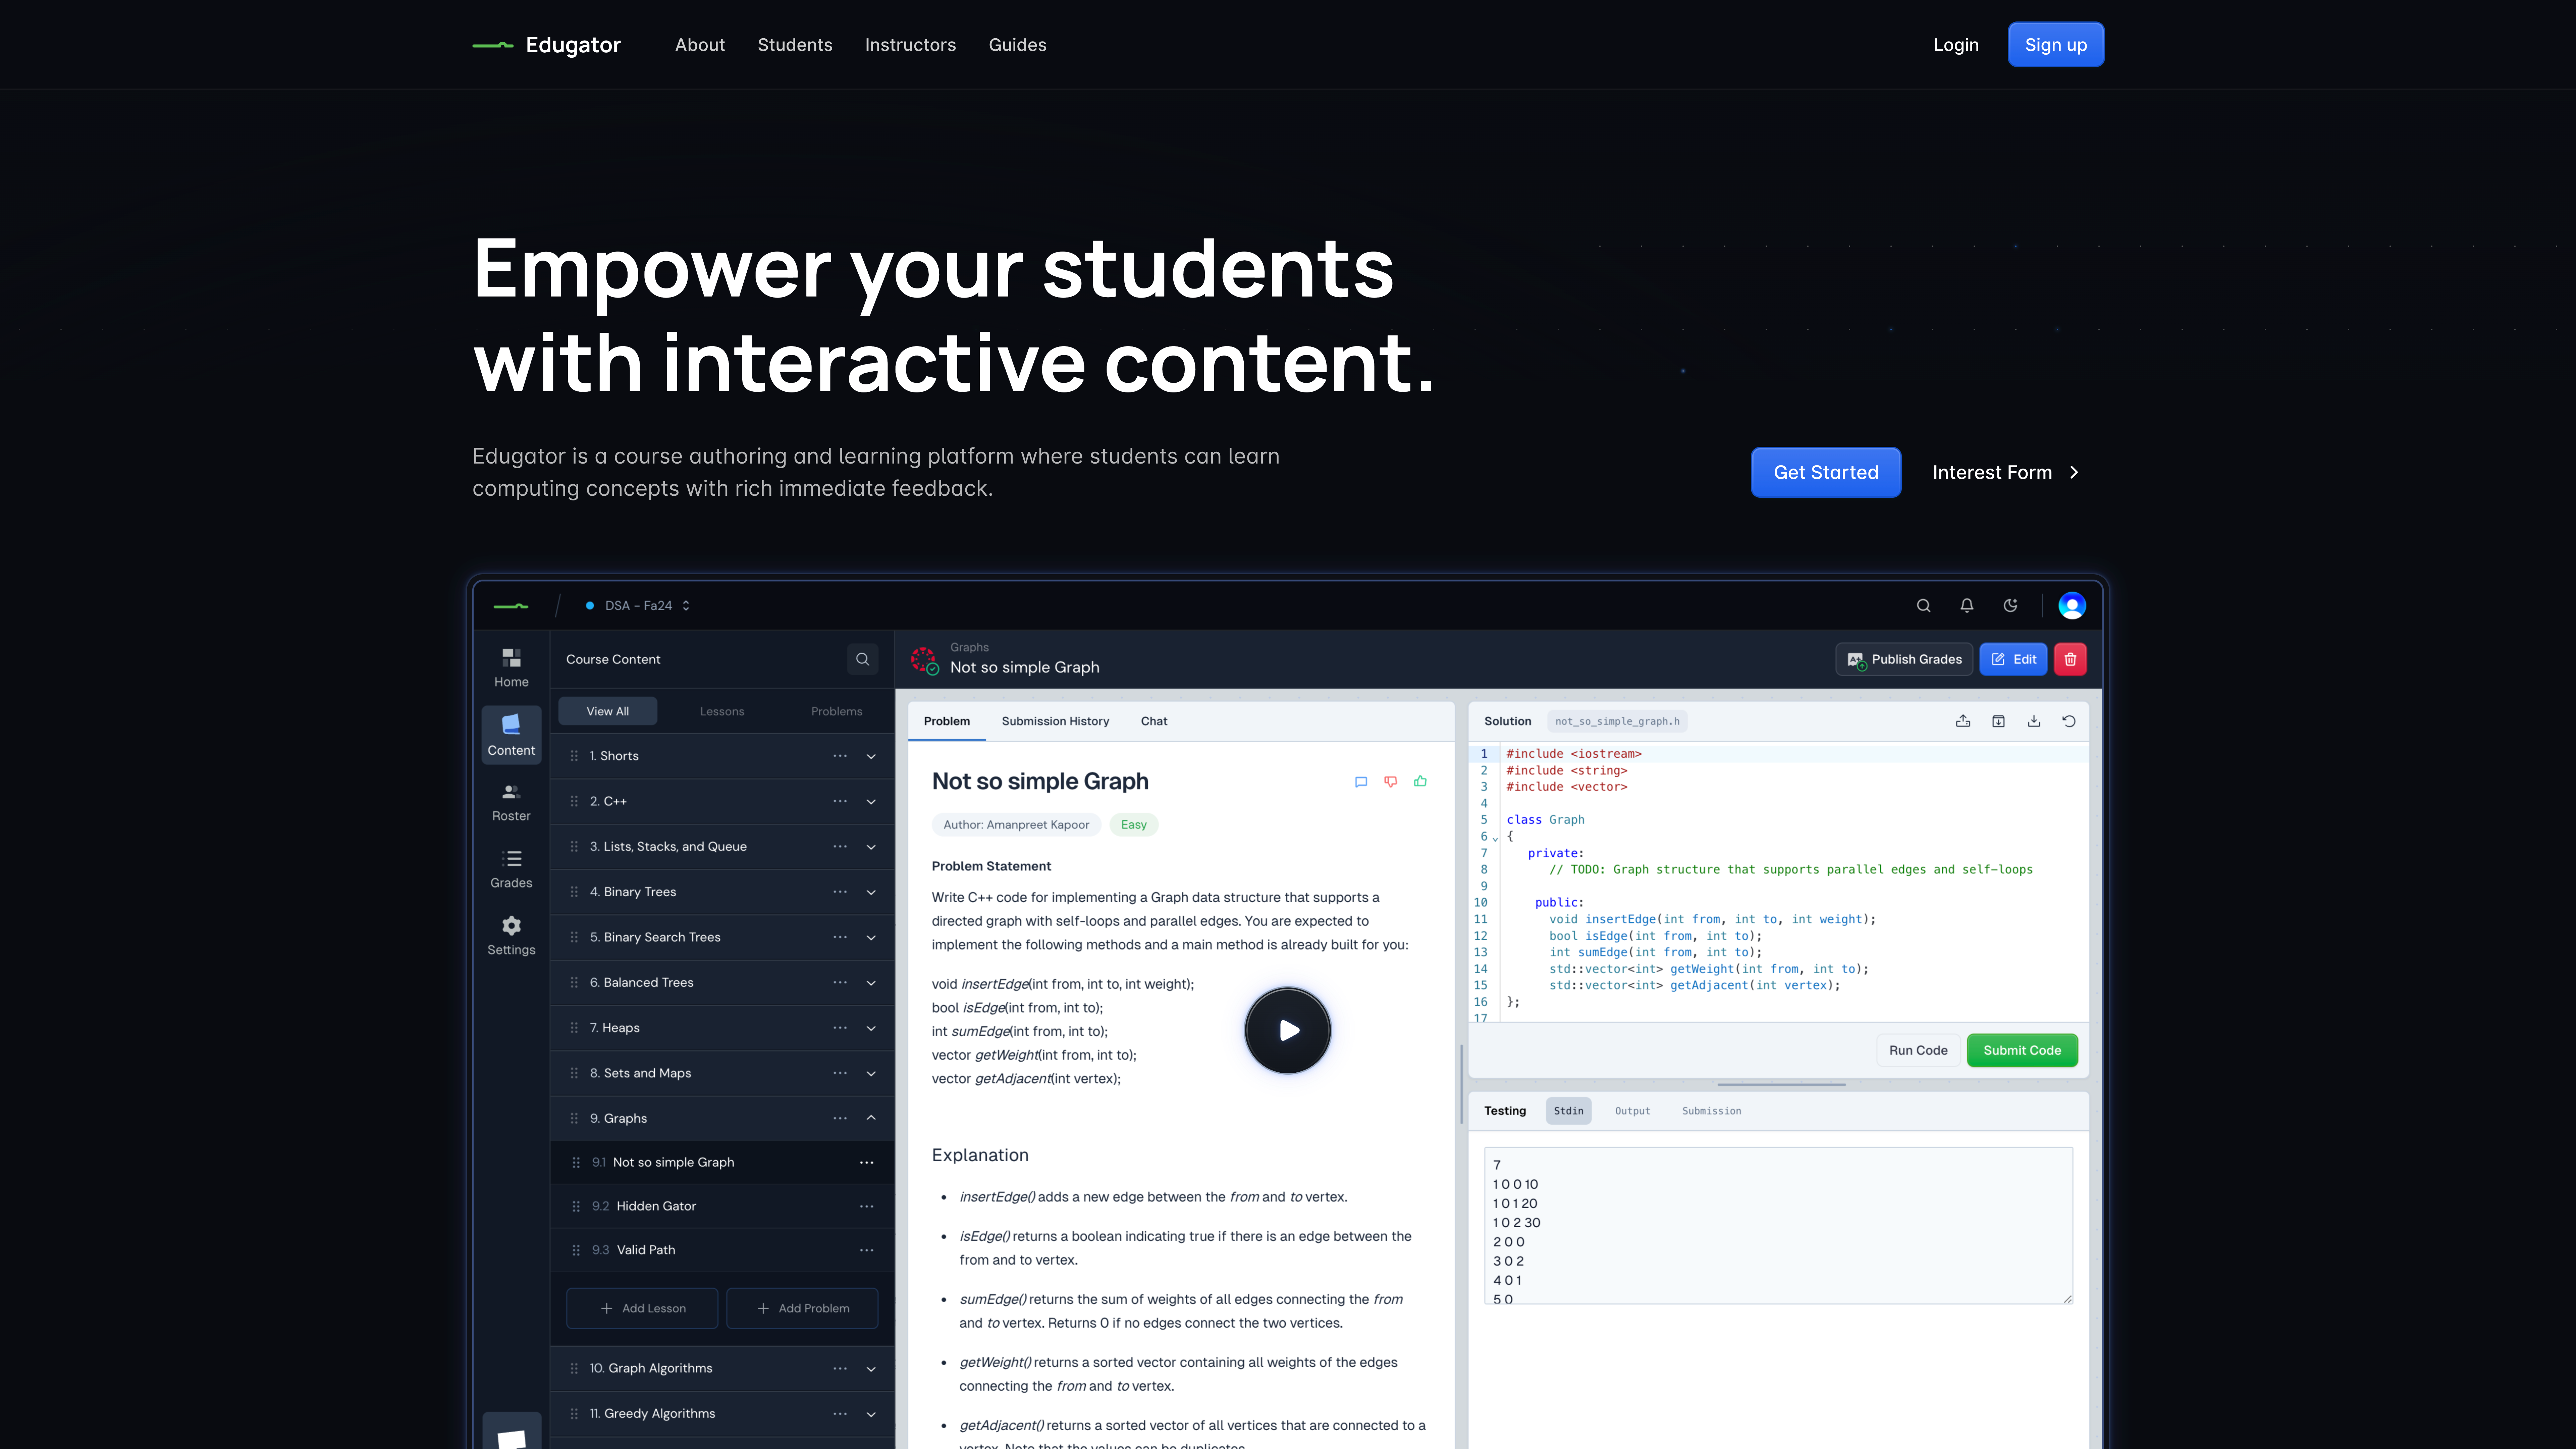 Edugator
About
Students
Instructors
Guides
Login
Sign up
Empower your students
with interactive content.
Edugator is a course authoring and learning platform where students can learn
computing concepts with rich immediate feedback.
Get Started
Interest Form
DSA - Fa24
Home
Content
Roster
Grades
Settings
Course Content
View All
Lessons
Problems
1. Shorts
2. C++
3. Lists, Stacks, and Queue
4. Binary Trees
5. Binary Search Trees
6. Balanced Trees
7. Heaps
8. Sets and Maps
9. Graphs
9.1 Not so simple Graph
9.2 Hidden Gator
9.3 Valid Path
Add Lesson
Add Problem
10. Graph Algorithms
11. Greedy Algorithms
Graphs
Not so simple Graph
A+
Publish Grades
Edit
Problem
Submission History
Chat
Not so simple Graph
Author: Amanpreet Kapoor
Easy
Problem Statement
Write C++ code for implementing a Graph data structure that supports a
directed graph with self-loops and parallel edges. You are expected to
implement the following methods and a main method is already built for you:
void insertEdge(int from, int to, int weight);
bool isEdge(int from, int to);
int sumEdge(int from, int to);
vector getWeight(int from, int to);
vector getAdjacent(int vertex);
Explanation
• insertEdge() adds a new edge between the from and to vertex.
• isEdge() returns a boolean indicating true if there is an edge between the
from and to vertex.
• sumEdge() returns the sum of weights of all edges connecting the from
and to vertex. Returns 0 if no edges connect the two vertices.
• getWeight() returns a sorted vector containing all weights of the edges
connecting the from and to vertex.
• getAdjacent() returns a sorted vector of all vertices that are connected to a
vertex. Note that the values can be duplicates
Solution
not_so_simple_graph.h
1 #include <iostream>
2 #include <string>
3 #include <vector>
4
5 class Graph
6 {
7 private:
8 // TODO: Graph structure that supports parallel edges and self-loops
9
10 public:
11 void insertEdge(int from, int to, int weight);
12 bool isEdge(int from, int to);
13 int sumEdge(int from, int to);
14 std::vector<int> getWeight(int from, int to);
15 std::vector<int> getAdjacent(int vertex);
16 };
17
Run Code
Submit Code
Testing
Stdin
Output
Submission
7
1 0 0 10
1 0 1 20
1 0 2 30
2 0 0
3 0 2
4 0 1
5 0